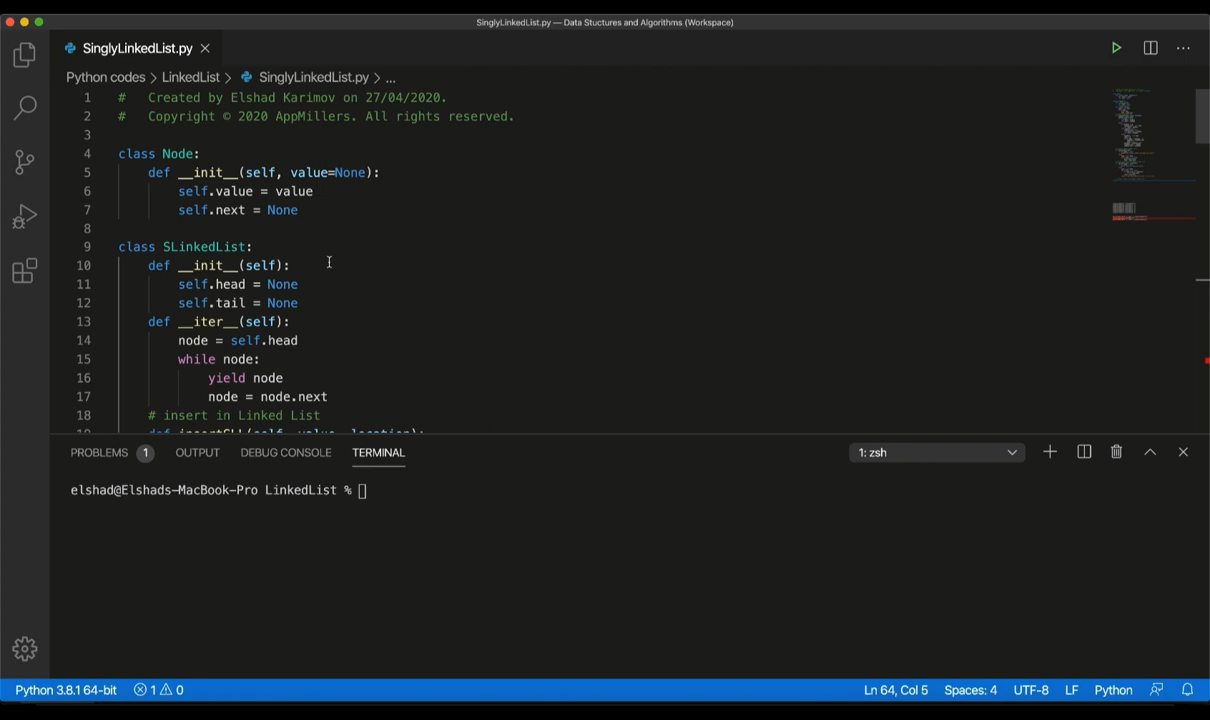 SinglyLinkedList.py — Data Stuctures and Algorithms (Workspace)
SinglyLinkedList.py
Python codes > LinkedList > SinglyLinkedList.py > ...
1 # Created by Elshad Karimov on 27/04/2020.
2 # Copyright © 2020 AppMillers. All rights reserved.
3
4 class Node:
5 def __init__(self, value=None):
6 self.value = value
7 self.next = None
8
9 class SLinkedList:
10 def __init__(self):
11 self.head = None
12 self.tail = None
13 def __iter__(self):
14 node = self.head
15 while node:
16 yield node
17 node = node.next
18 # insert in Linked List
19 def insertSLL(self, value, location):
PROBLEMS 1 OUTPUT DEBUG CONSOLE TERMINAL 1: zsh
elshad@Elshads-MacBook-Pro LinkedList %
Python 3.8.1 64-bit 1 0 Ln 64, Col 5 Spaces: 4 UTF-8 LF Python